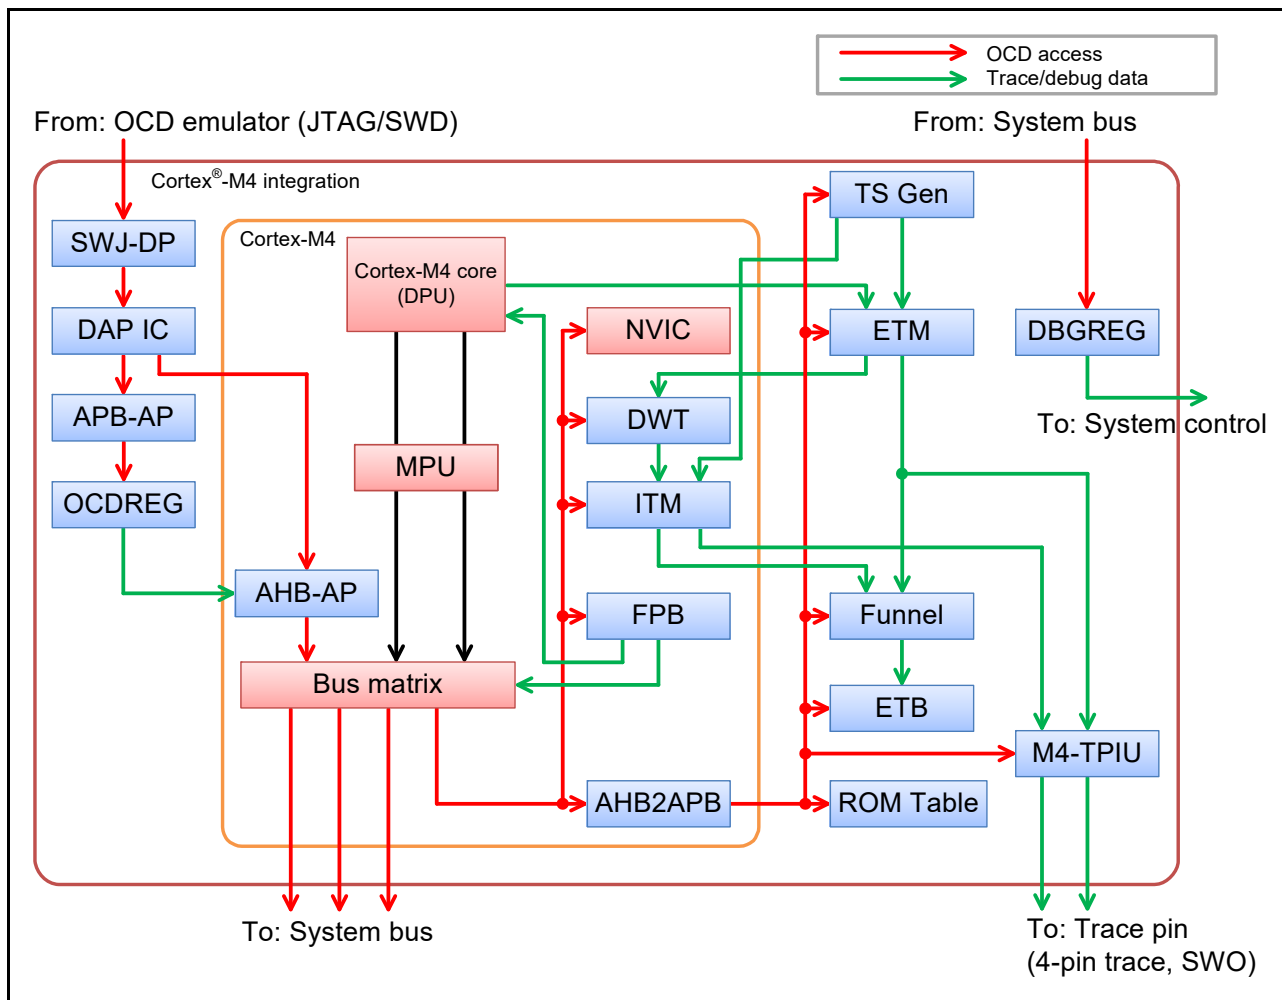 OCD access
Trace/debug data
From: OCD emulator (JTAG/SWD)
From: System bus
Cortex®-M4 integration
TS Gen
SWJ-DP
Cortex-M4
Cortex-M4 core
(DPU)
DAP IC
NVIC
ETM
DBGREG
APB-AP
DWT
To: System control
MPU
OCDREG
ITM
AHB-AP
FPB
Funnel
Bus matrix
ETB
M4-TPIU
AHB2APB
ROM Table
To: System bus
To: Trace pin
(4-pin trace, SWO)